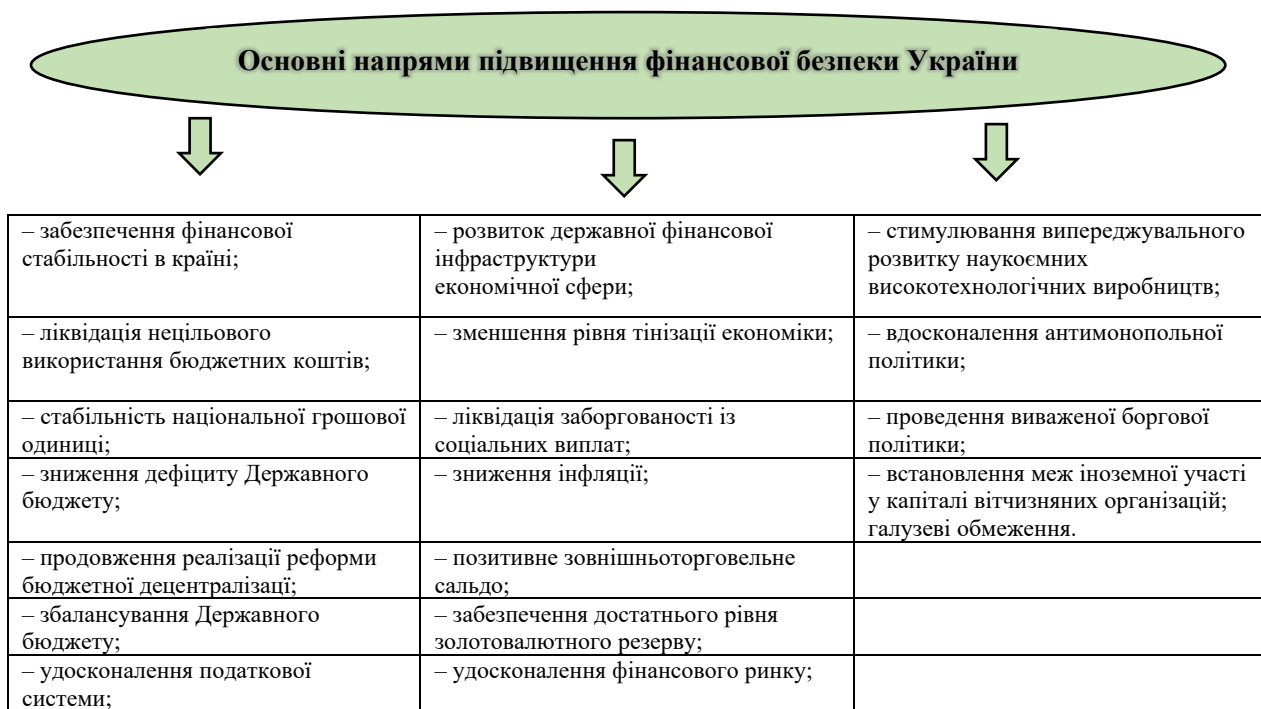 Основні напрями підвищення фінансової безпеки України
– забезпечення фінансової
стабільності в країні;
– розвиток державної фінансової
інфраструктури
економічної сфери;
– стимулювання випереджувального
розвитку наукоємних
високотехнологічних виробництв;
– ліквідація нецільового
використання бюджетних коштів;
– зменшення рівня тінізації економіки;
– вдосконалення антимонопольної
політики;
– стабільність національної грошової
одиниці;
– ліквідація заборгованості із
соціальних виплат;
– проведення виваженої боргової
політики;
– зниження дефіциту Державного
бюджету;
– зниження інфляції;
– встановлення меж іноземної участі
у капіталі вітчизняних організацій;
галузеві обмеження.
– продовження реалізації реформи
бюджетної децентралізацї;
– позитивне зовнішньоторговельне
сальдо;
– збалансування Державного
бюджету;
– забезпечення достатнього рівня
золотовалютного резерву;
– удосконалення податкової
системи;
– удосконалення фінансового ринку;